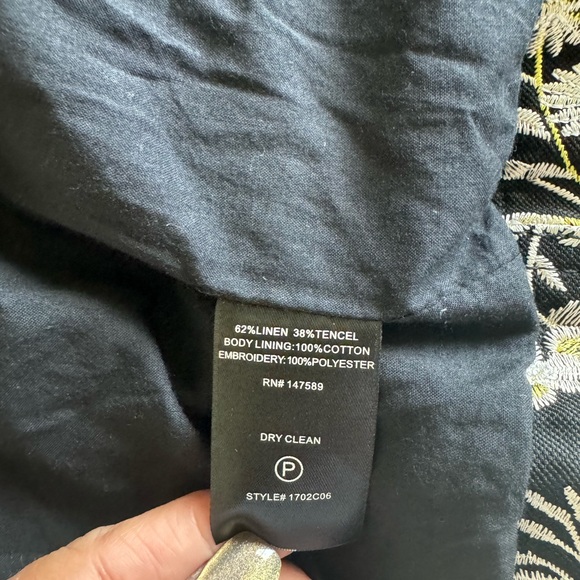 62%LINEN 38%TENCEL
BODY LINING:100%COTTON
EMBROIDERY:100%POLYESTER
RN# 147589
DRY CLEAN
P
STYLE# 1702C06